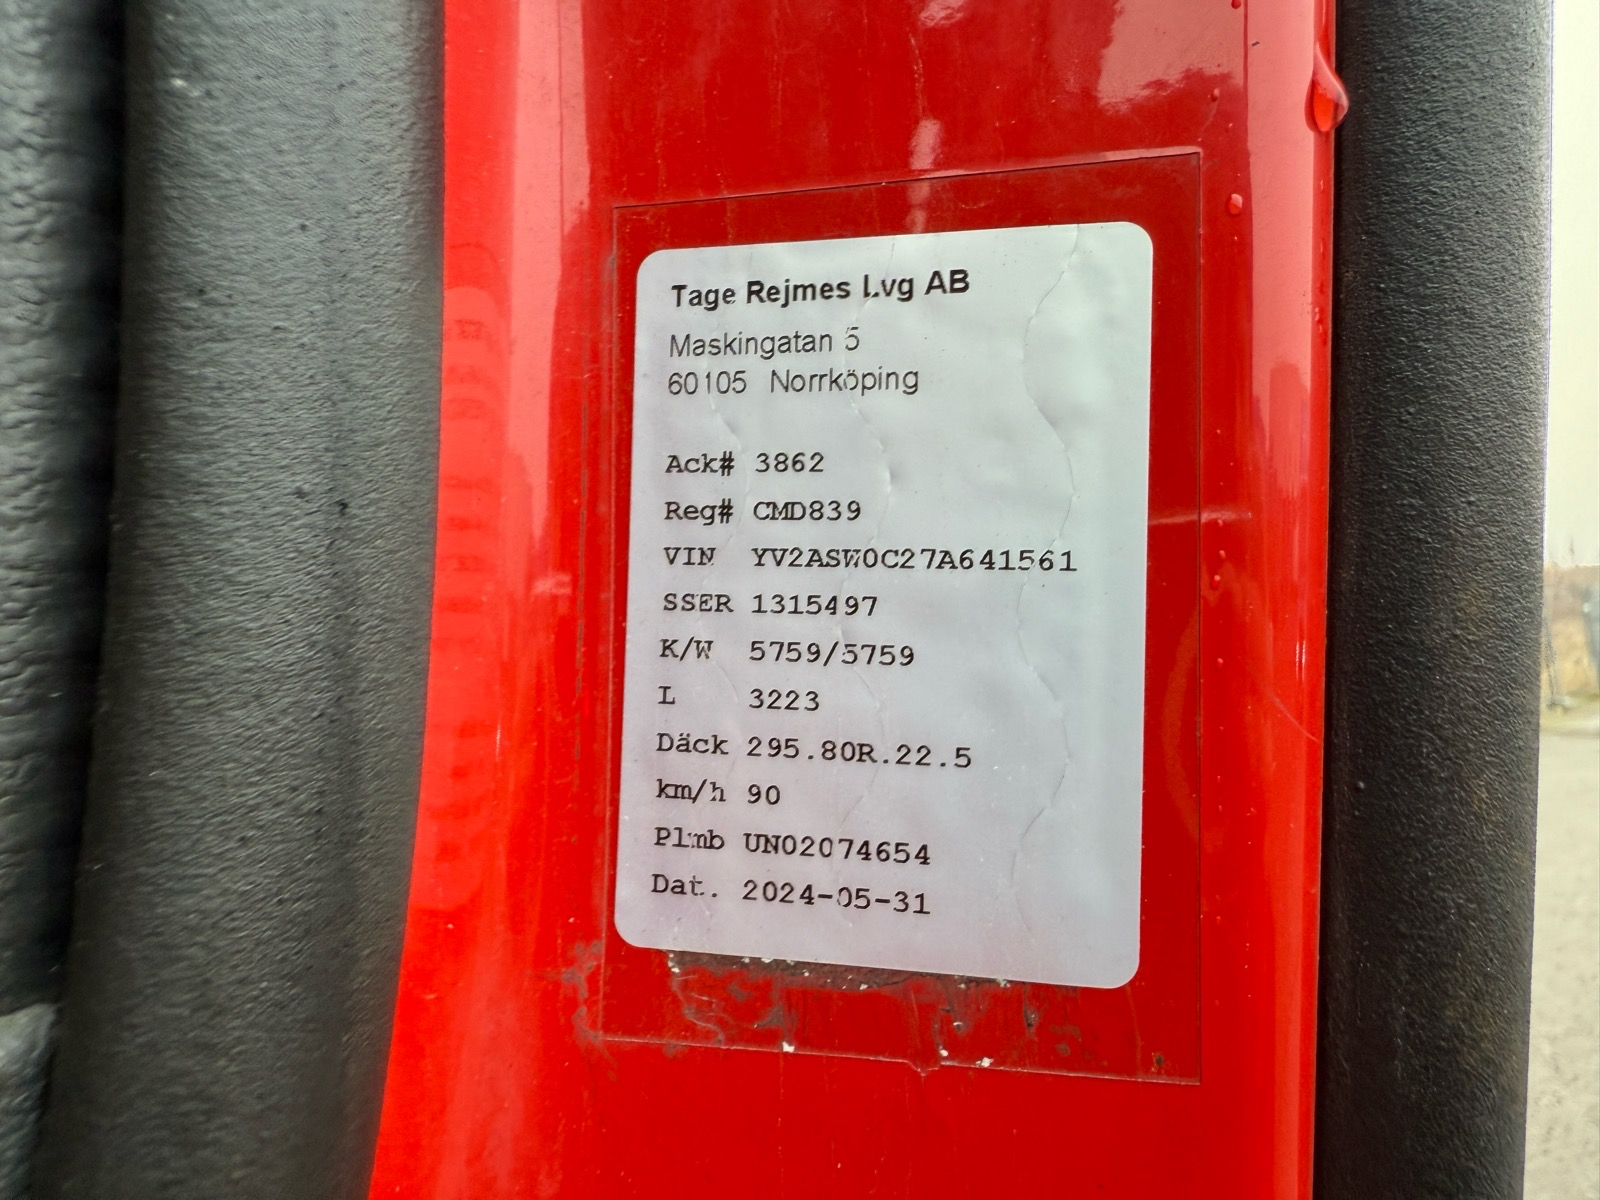 Tage Rejmes Lvg AB
Maskingatan 5
60105 Norrköping
Ack# 3862
Reg# CMD839
VIN YV2ASW0C27A641561
SSER 1315497
K/W 5759/5759
L 3223
Däck 295.80R.22.5
km/h 90
Plmb UN02074654
Dat. 2024-05-31